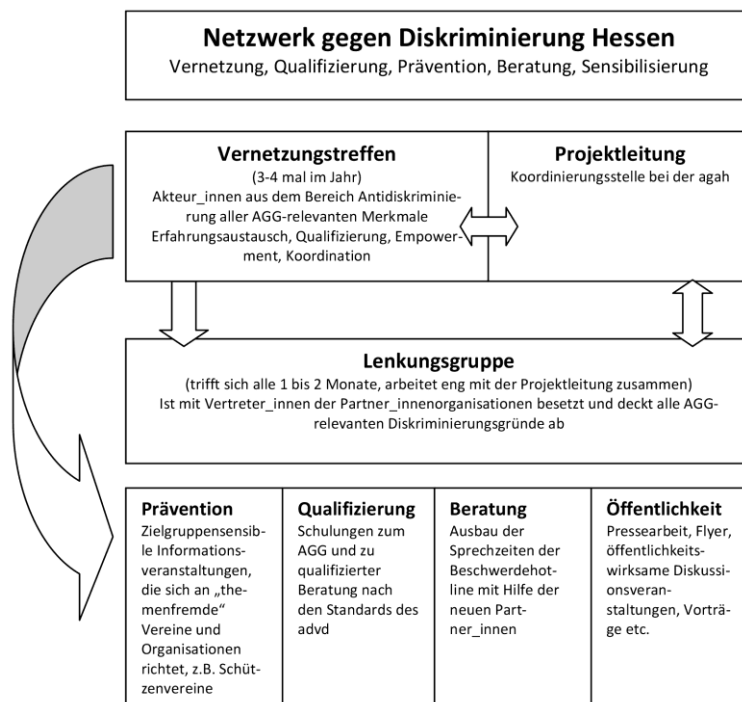 Netzwerk gegen Diskriminierung Hessen
Vernetzung, Qualifizierung, Prävention, Beratung, Sensibilisierung
Vernetzungstreffen
(3-4 mal im Jahr)
Akteur_innen aus dem Bereich Antidiskriminie-
rung aller AGG-relevanten Merkmale
Erfahrungsaustausch, Qualifizierung, Empower-
ment, Koordination
Projektleitung
Koordinierungsstelle bei der agah
Lenkungsgruppe
(trifft sich alle 1 bis 2 Monate, arbeitet eng mit der Projektleitung zusammen)
Ist mit Vertreter_innen der Partner_innenorganisationen besetzt und deckt alle AGG-
relevanten Diskriminierungsgründe ab
Prävention
Zielgruppensensib-
le Informations-
veranstaltungen,
die sich an „the-
menfremde“
Vereine und
Organisationen
richtet, z.B. Schüt-
zenvereine
Qualifizierung
Schulungen zum
AGG und zu
qualifizierter
Beratung nach
den Standards des
advd
Beratung
Ausbau der
Sprechzeiten der
Beschwerdehot-
line mit Hilfe der
neuen Part-
ner_innen
Öffentlichkeit
Pressearbeit, Flyer,
öffentlichkeits-
wirksame Diskussi-
onsveran-
staltungen, Vorträ-
ge etc.